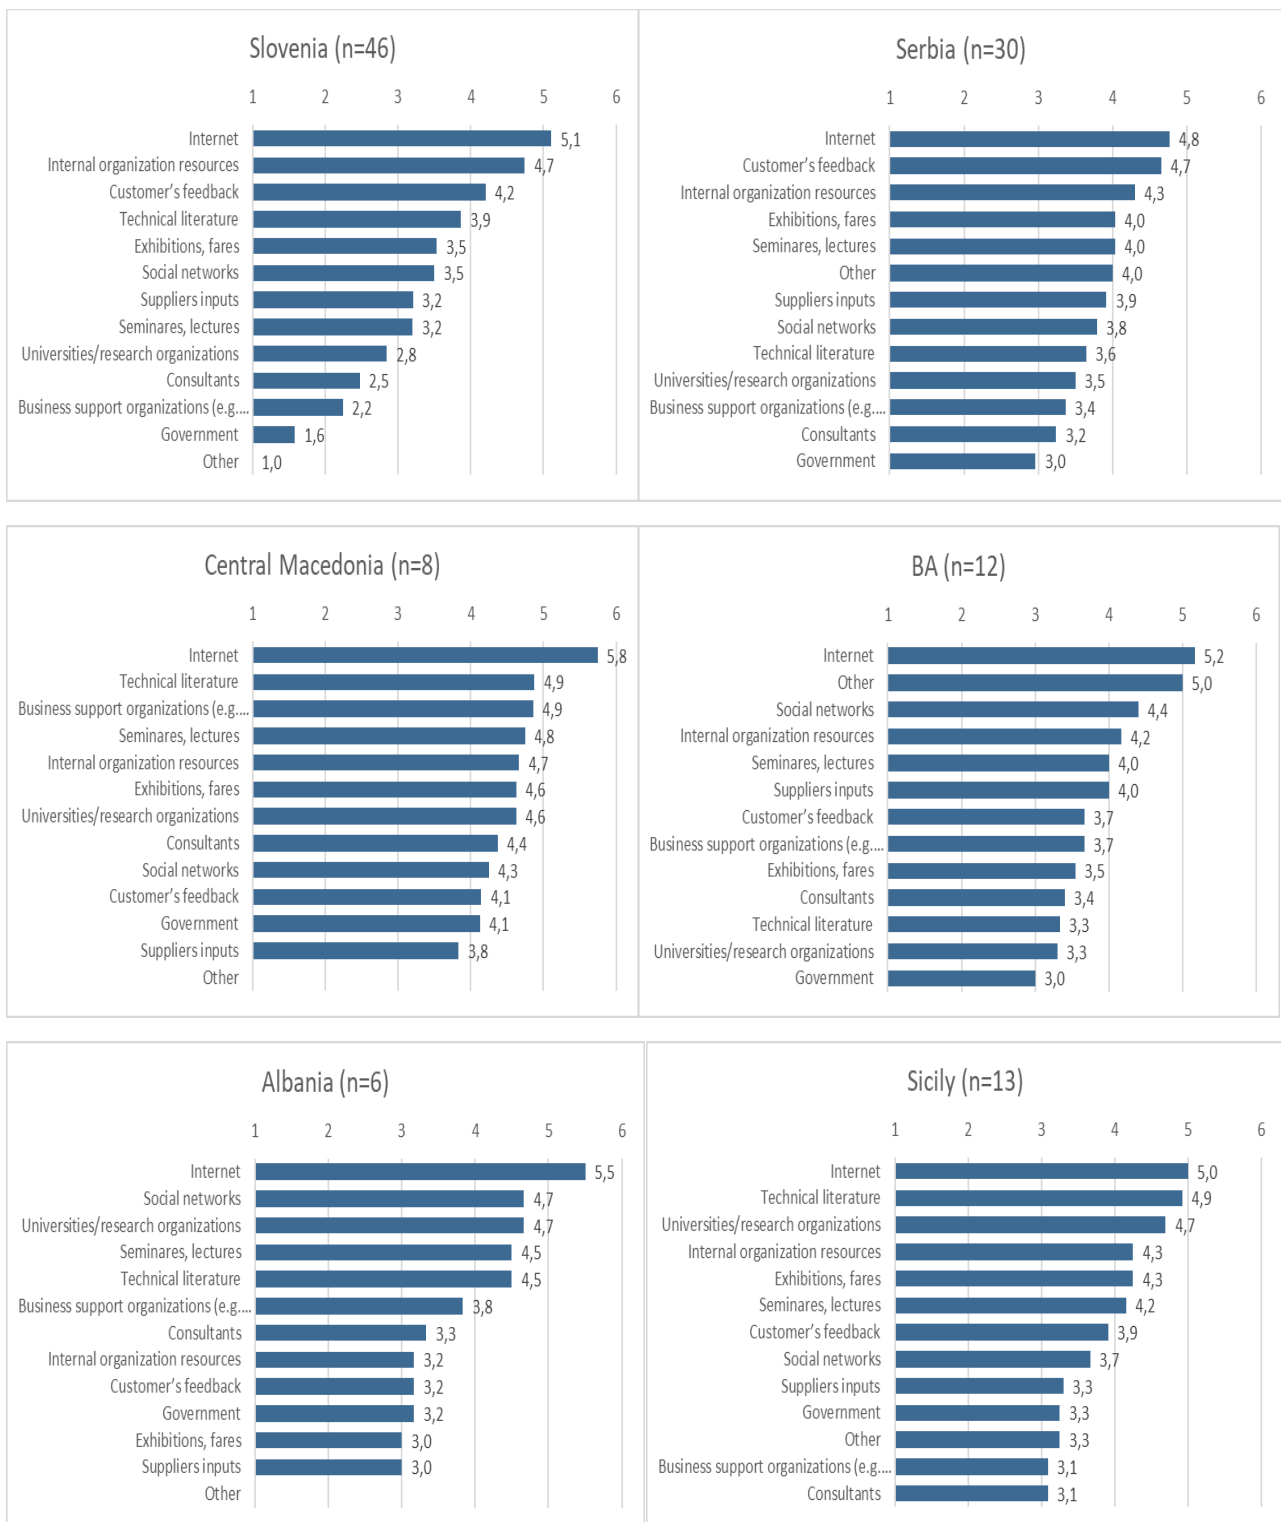 Slovenia (n=46)
1 2 3 4 5 6
Internet 5,1
Internal organization resources 4,7
Customer's feedback 4,2
Technical literature 3,9
Exhibitions, fares 3,5
Social networks 3,5
Suppliers inputs 3,2
Seminares, lectures 3,2
Universities/research organizations 2,8
Consultants 2,5
Business support organizations (e.g.... 2,2
Government 1,6
Other 1,0
Serbia (n=30)
1 2 3 4 5 6
Internet 4,8
Customer's feedback 4,7
Internal organization resources 4,3
Exhibitions, fares 4,0
Seminares, lectures 4,0
Other 4,0
Suppliers inputs 3,9
Social networks 3,8
Technical literature 3,6
Universities/research organizations 3,5
Business support organizations (e.g.... 3,4
Consultants 3,2
Government 3,0
Central Macedonia (n=8)
1 2 3 4 5 6
Internet 5,8
Technical literature 4,9
Business support organizations (e.g.... 4,9
Seminares, lectures 4,8
Internal organization resources 4,7
Exhibitions, fares 4,6
Universities/research organizations 4,6
Consultants 4,4
Social networks 4,3
Customer's feedback 4,1
Government 4,1
Suppliers inputs 3,8
Other
BA (n=12)
1 2 3 4 5 6
Internet 5,2
Other 5,0
Social networks 4,4
Internal organization resources 4,2
Seminares, lectures 4,0
Suppliers inputs 4,0
Customer's feedback 3,7
Business support organizations (e.g.... 3,7
Exhibitions, fares 3,5
Consultants 3,4
Technical literature 3,3
Universities/research organizations 3,3
Government 3,0
Albania (n=6)
1 2 3 4 5 6
Internet 5,5
Social networks 4,7
Universities/research organizations 4,7
Seminares, lectures 4,5
Technical literature 4,5
Business support organizations (e.g.... 3,8
Consultants 3,3
Internal organization resources 3,2
Customer's feedback 3,2
Government 3,2
Exhibitions, fares 3,0
Suppliers inputs 3,0
Other
Sicily (n=13)
1 2 3 4 5 6
Internet 5,0
Technical literature 4,9
Universities/research organizations 4,7
Internal organization resources 4,3
Exhibitions, fares 4,3
Seminares, lectures 4,2
Customer's feedback 3,9
Social networks 3,7
Suppliers inputs 3,3
Government 3,3
Other 3,3
Business support organizations (e.g.... 3,1
Consultants 3,1